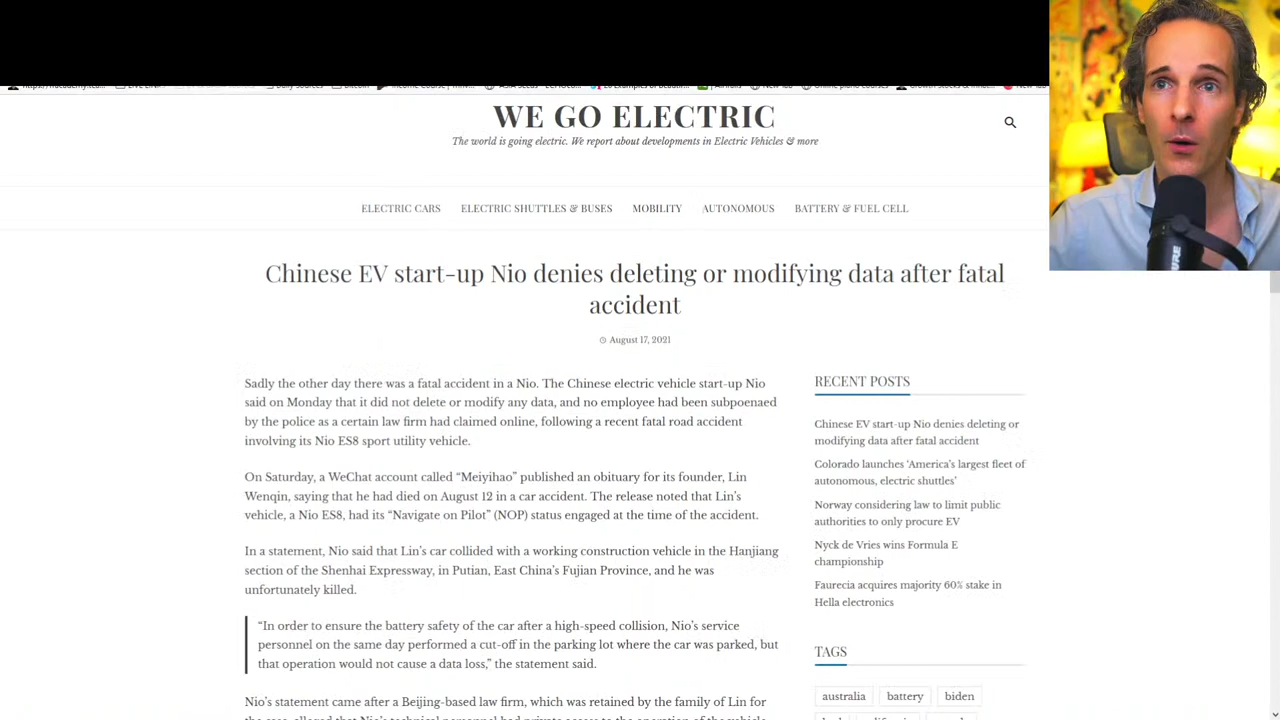 WE GO ELECTRIC
The world is going electric. We report about developments in Electric Vehicles & more
ELECTRIC CARS ELECTRIC SHUTTLES & BUSES MOBILITY AUTONOMOUS BATTERY & FUEL CELL
Chinese EV start-up Nio denies deleting or modifying data after fatal
accident
August 17, 2021
Sadly the other day there was a fatal accident in a Nio. The Chinese electric vehicle start-up Nio
said on Monday that it did not delete or modify any data, and no employee had been subpoenaed
by the police as a certain law firm had claimed online, following a recent fatal road accident
involving its Nio ES8 sport utility vehicle.
On Saturday, a WeChat account called “Meiyihao” published an obituary for its founder, Lin
Wenqin, saying that he had died on August 12 in a car accident. The release noted that Lin’s
vehicle, a Nio ES8, had its “Navigate on Pilot” (NOP) status engaged at the time of the accident.
In a statement, Nio said that Lin’s car collided with a working construction vehicle in the Hanjiang
section of the Shenhai Expressway, in Putian, East China’s Fujian Province, and he was
unfortunately killed.
“In order to ensure the battery safety of the car after a high-speed collision, Nio’s service
personnel on the same day performed a cut-off in the parking lot where the car was parked, but
that operation would not cause a data loss,” the statement said.
Nio’s statement came after a Beijing-based law firm, which was retained by the family of Lin for
RECENT POSTS
Chinese EV start-up Nio denies deleting or
modifying data after fatal accident
Colorado launches ‘America’s largest fleet of
autonomous, electric shuttles’
Norway considering law to limit public
authorities to only procure EV
Nyck de Vries wins Formula E
championship
Faurecia acquires majority 60% stake in
Hella electronics
TAGS
australia battery biden